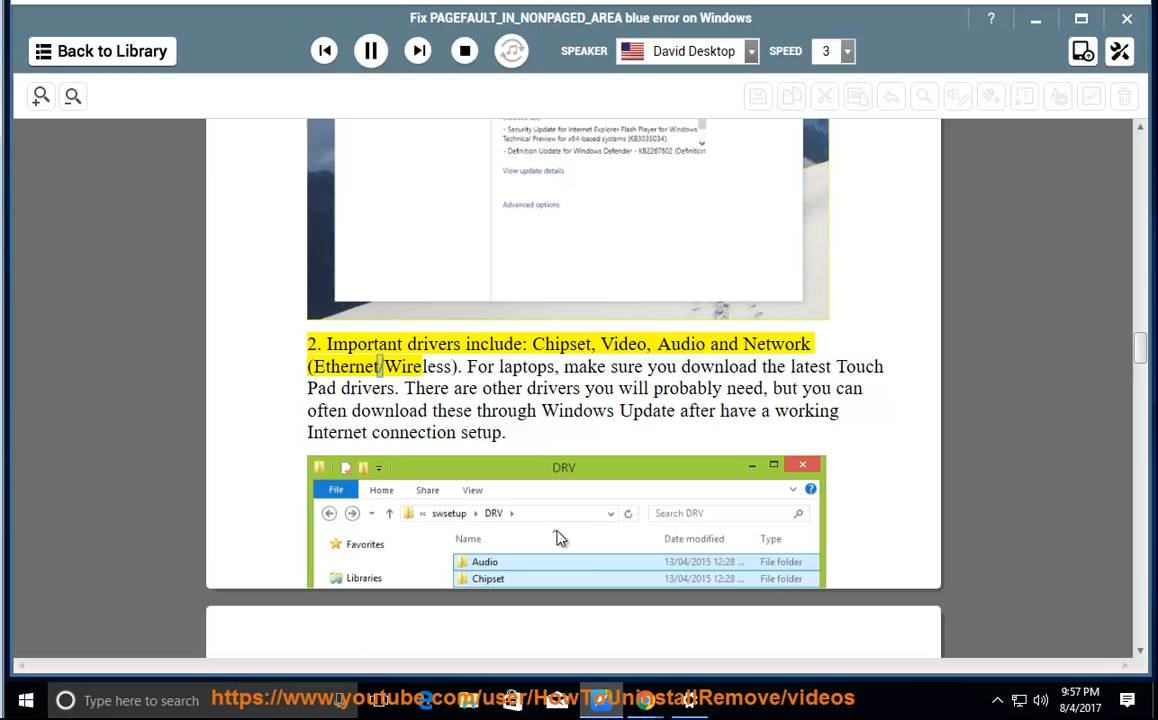 Fix PAGEFAULT_IN_NONPAGED_AREA blue error on Windows
Back to Library
SPEAKER
David Desktop
SPEED
3
- Security Update for Internet Explorer Flash Player for Windows
Technical Preview for x64-based systems (KB3035034).
- Definition Update for Windows Defender - KB2267602 (Definition
View update details
Advanced options
2. Important drivers include: Chipset, Video, Audio and Network
(Ethernet/Wireless). For laptops, make sure you download the latest Touch
Pad drivers. There are other drivers you will probably need, but you can
often download these through Windows Update after have a working
Internet connection setup.
DRV
File Home Share View
« swsetup DRV
Search DRV
Name Date modified Type
Favorites
Audio 13/04/2015 12:28 ... File folder
Libraries
Chipset 13/04/2015 12:28 ... File folder
Type here to search
https://www.youtube.com/user/HowToUninstallRemove/videos
9:57 PM
8/4/2017